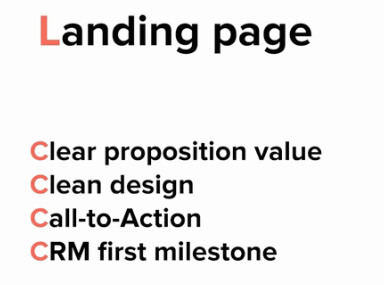 Landing page
Clear proposition value
Clean design
Call-to-Action
CRM first milestone